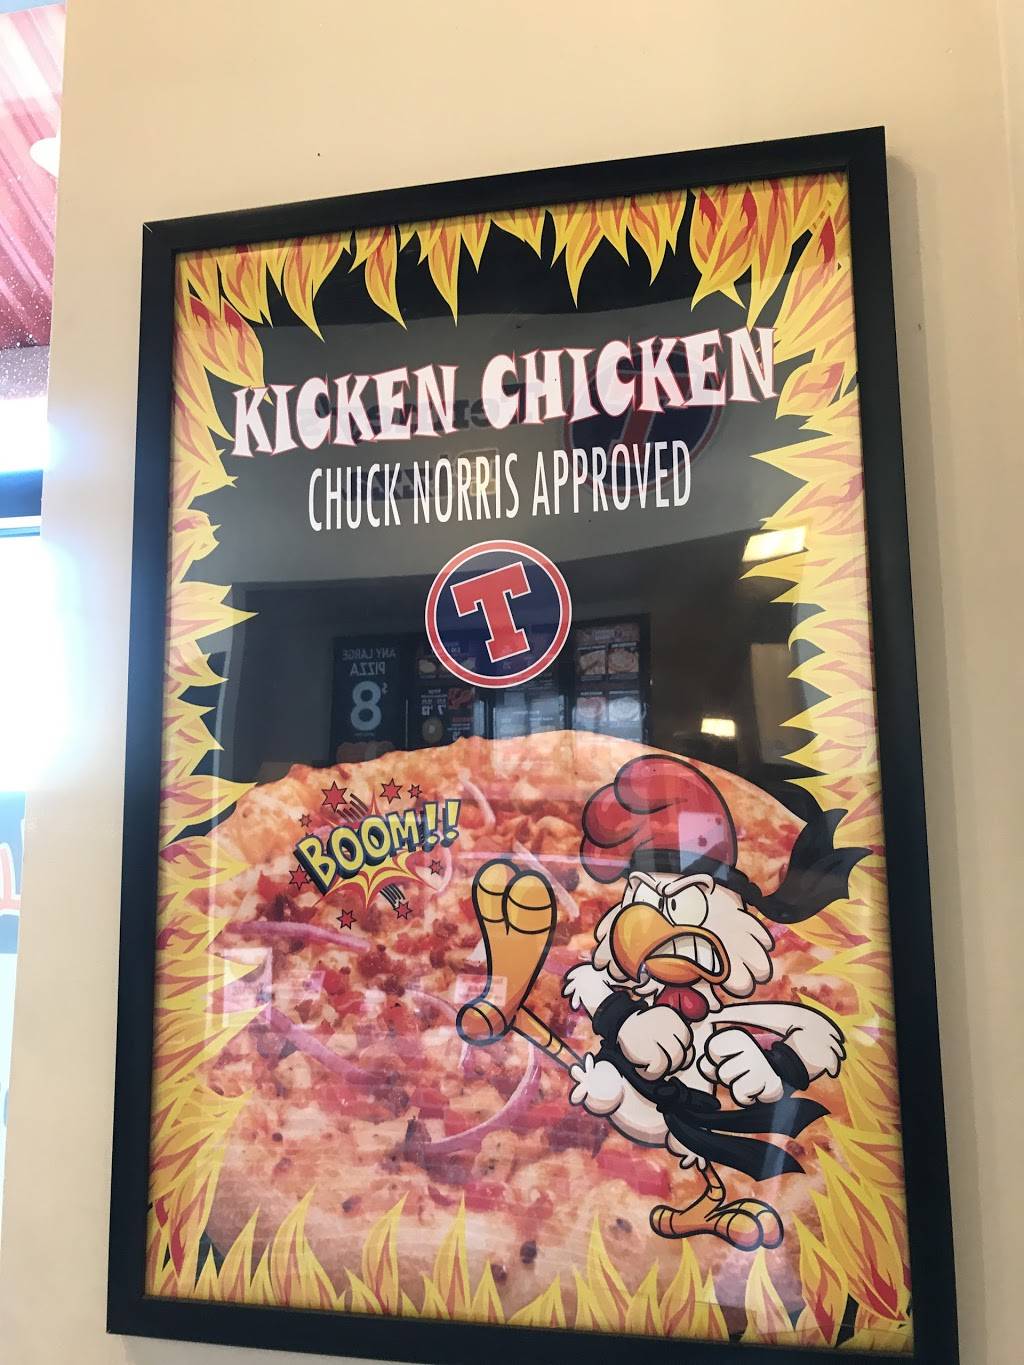 KICKEN CHICKEN
CHUCK NORRIS APPROVED
T
BOOM!!
ANY LARGE
PIZZA
$8